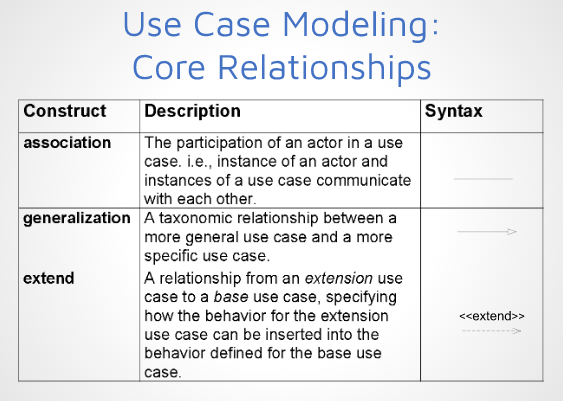 Use Case Modeling:
Core Relationships
Construct Description Syntax
association The participation of an actor in a use
case. i.e., instance of an actor and
instances of a use case communicate
with each other.
generalization A taxonomic relationship between a
more general use case and a more
specific use case.
extend A relationship from an extension use
case to a base use case, specifying
how the behavior for the extension
<<extend>>
use case can be inserted into the
behavior defined for the base use
case.